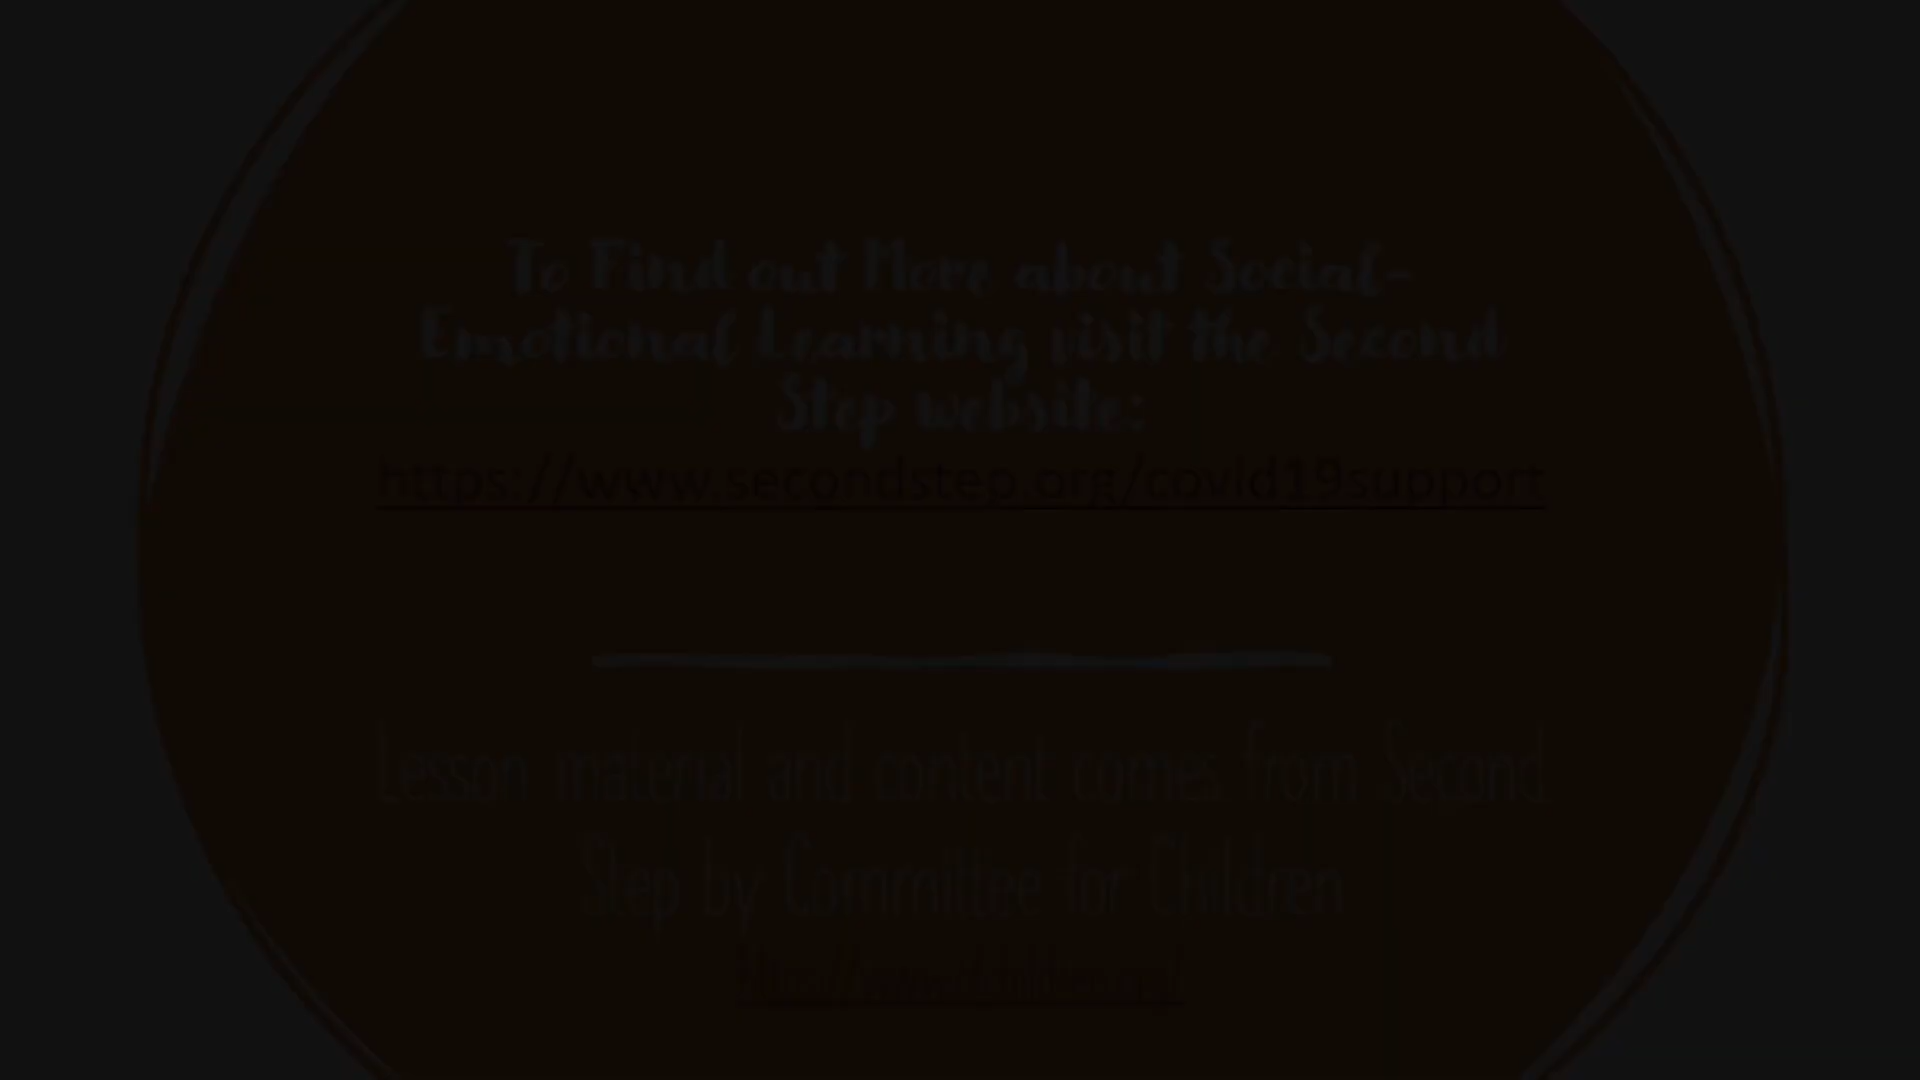 To Find out More about Social-
Emotional Learning visit the Second
Step website:
https://www.secondstep.org/covid19support
Lesson material and content comes from Second
Step by Committee for Children